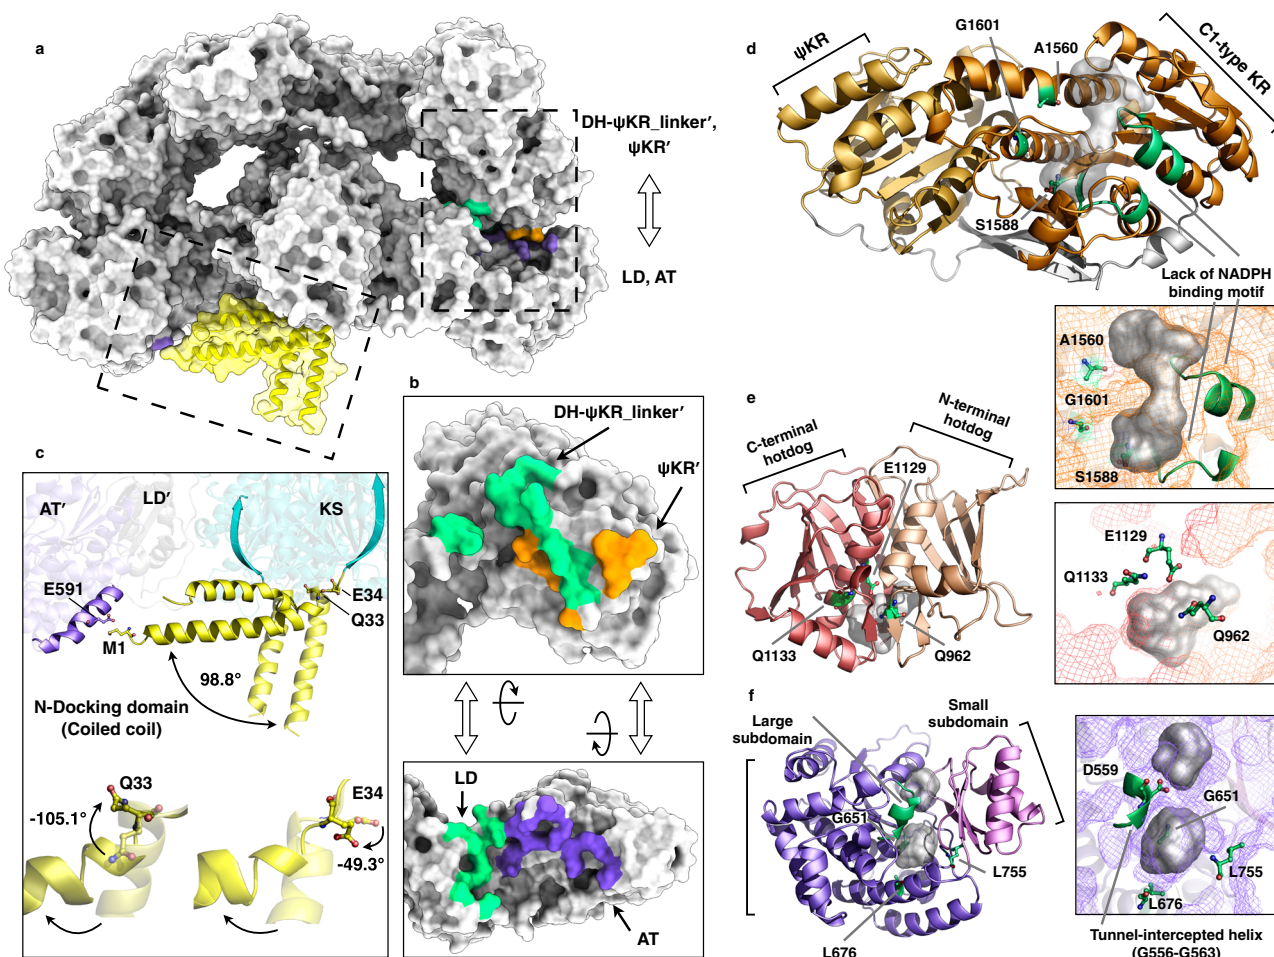 a
DH-ψKR_linker′,
ψKR′
LD, AT
b
DH-ψKR_linker′
ψKR′
LD
AT
c
AT′
LD′
KS
E591
M1
E34
Q33
98.8°
N-Docking domain
(Coiled coil)
Q33
-105.1°
E34
-49.3°
d
ψKR
G1601
A1560
C1-type KR
S1588
Lack of NADPH
binding motif
A1560
G1601
S1588
e
C-terminal
hotdog
N-terminal
hotdog
E1129
Q1133
Q962
E1129
Q1133
Q962
f
Large
subdomain
Small
subdomain
G651
L755
L676
D559
G651
L755
L676
Tunnel-intercepted helix
(G556-G563)